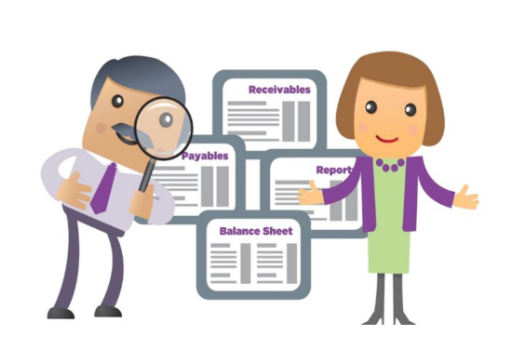 Receivables
Payables
Report
Balance Sheet